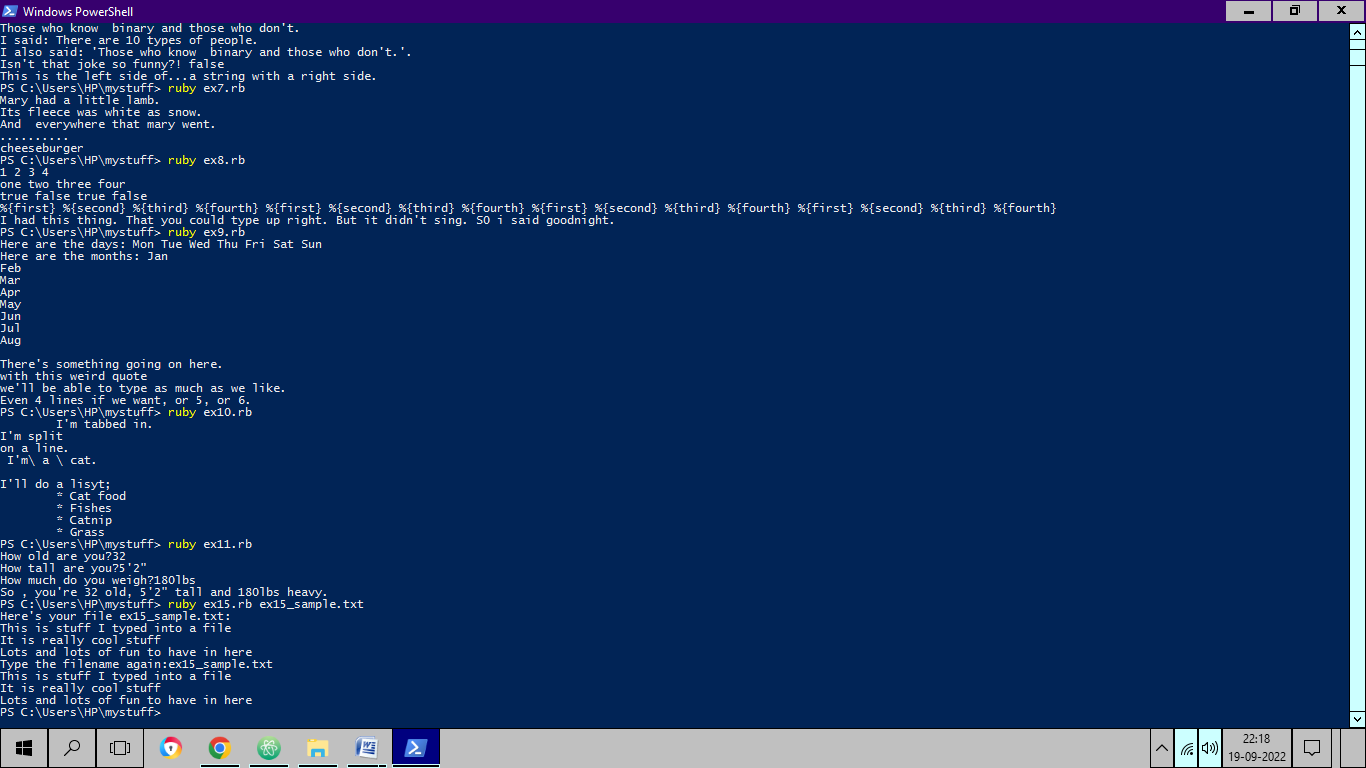 Windows PowerShell
Those who know  binary and those who don't.
I said: There are 10 types of people.
I also said: 'Those who know  binary and those who don't.'.
Isn't that joke so funny?! false
This is the left side of...a string with a right side.
PS C:\Users\HP\mystuff> ruby ex7.rb
Mary had a little lamb.
Its fleece was white as snow.
And  everywhere that mary went.
..........
cheeseburger
PS C:\Users\HP\mystuff> ruby ex8.rb
1 2 3 4
one two three four
true false true false
%{first} %{second} %{third} %{fourth} %{first} %{second} %{third} %{fourth} %{first} %{second} %{third} %{fourth} %{first} %{second} %{third} %{fourth}
I had this thing. That you could type up right. But it didn't sing. SO i said goodnight.
PS C:\Users\HP\mystuff> ruby ex9.rb
Here are the days: Mon Tue Wed Thu Fri Sat Sun
Here are the months: Jan
Feb
Mar
Apr
May
Jun
Jul
Aug
There's something going on here.
with this weird quote
we'll be able to type as much as we like.
Even 4 lines if we want, or 5, or 6.
PS C:\Users\HP\mystuff> ruby ex10.rb
        I'm tabbed in.
I'm split
on a line.
 I'm\ a \ cat.
I'll do a lisyt;
        * Cat food
        * Fishes
        * Catnip
        * Grass
PS C:\Users\HP\mystuff> ruby ex11.rb
How old are you?32
How tall are you?5'2"
How much do you weigh?180lbs
So , you're 32 old, 5'2" tall and 180lbs heavy.
PS C:\Users\HP\mystuff> ruby ex15.rb ex15_sample.txt
Here's your file ex15_sample.txt:
This is stuff I typed into a file
It is really cool stuff
Lots and lots of fun to have in here
Type the filename again:ex15_sample.txt
This is stuff I typed into a file
It is really cool stuff
Lots and lots of fun to have in here
PS C:\Users\HP\mystuff>
22:18
19-09-2022